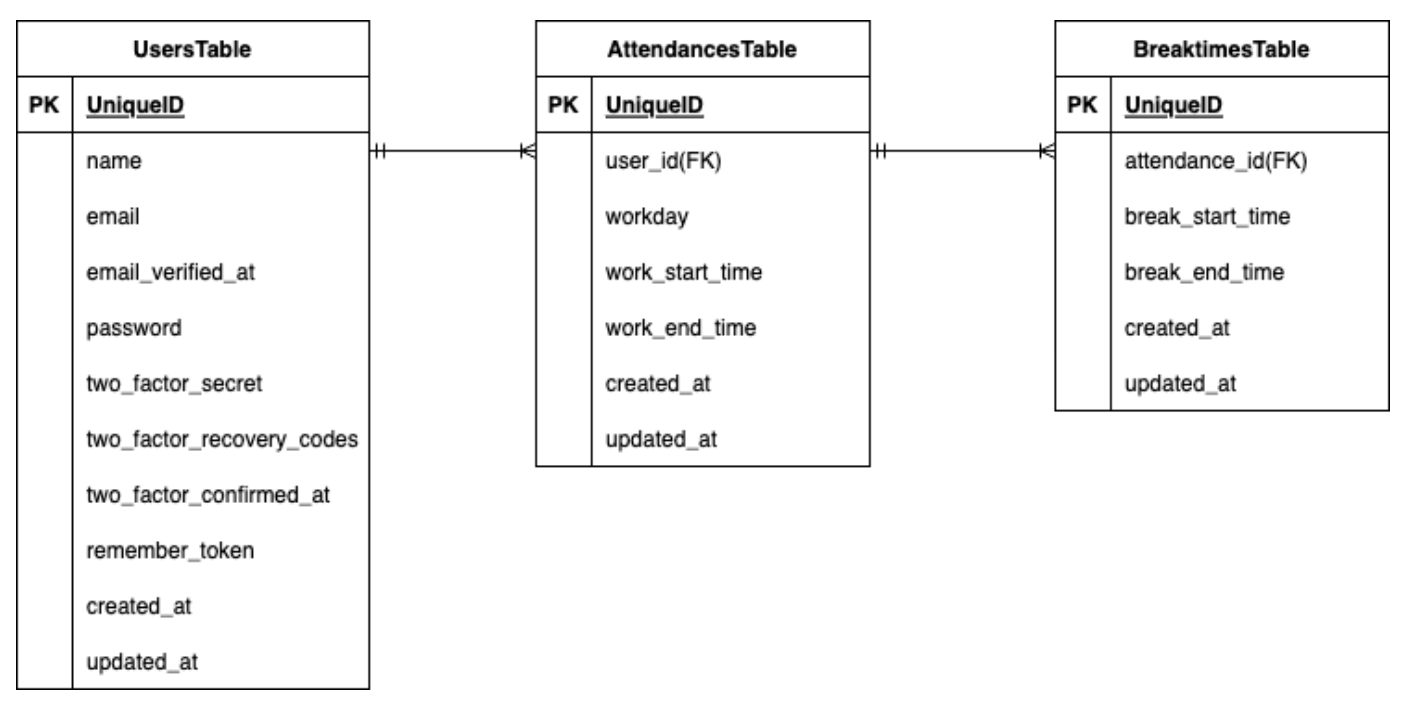 UsersTable
PK UniqueID
name
email
email_verified_at
password
two_factor_secret
two_factor_recovery_codes
two_factor_confirmed_at
remember_token
created_at
updated_at
AttendancesTable
PK UniqueID
user_id(FK)
workday
work_start_time
work_end_time
created_at
updated_at
BreaktimesTable
PK UniqueID
attendance_id(FK)
break_start_time
break_end_time
created_at
updated_at